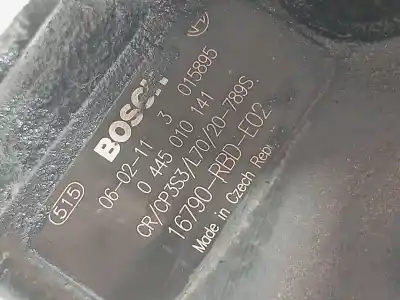 BOSCH
515 06-02-11 3 015895
0 445 010 141
CR/CP3S3/L70/20-789S
16790-RBD-E02
Made in Czech Rep.